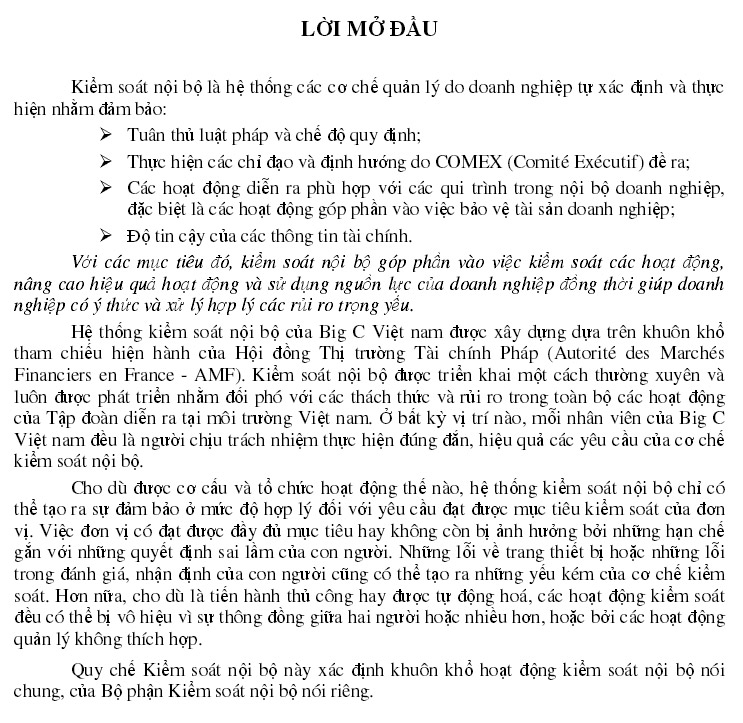 LỜI MỞ ĐẦU
Kiểm soát nội bộ là hệ thống các cơ chế quản lý do doanh nghiệp tự xác định và thực
hiện nhằm đảm bảo:
➢ Tuân thủ luật pháp và chế độ quy định;
➢ Thực hiện các chỉ đạo và định hướng do COMEX (Comité Exécutif) đề ra;
➢ Các hoạt động diễn ra phù hợp với các qui trình trong nội bộ doanh nghiệp,
đặc biệt là các hoạt động góp phần vào việc bảo vệ tài sản doanh nghiệp;
➢ Độ tin cậy của các thông tin tài chính.
Với các mục tiêu đó, kiểm soát nội bộ góp phần vào việc kiểm soát các hoạt động,
nâng cao hiệu quả hoạt động và sử dụng nguồn lực của doanh nghiệp đồng thời giúp doanh
nghiệp có ý thức và xử lý hợp lý các rủi ro trọng yếu.
Hệ thống kiểm soát nội bộ của Big C Việt nam được xây dựng dựa trên khuôn khổ
tham chiếu hiện hành của Hội đồng Thị trường Tài chính Pháp (Autorité des Marchés
Financiers en France - AMF). Kiểm soát nội bộ được triển khai một cách thường xuyên và
luôn được phát triển nhằm đối phó với các thách thức và rủi ro trong toàn bộ các hoạt động
của Tập đoàn diễn ra tại môi trường Việt nam. Ở bất kỳ vị trí nào, mỗi nhân viên của Big C
Việt nam đều là người chịu trách nhiệm thực hiện đúng đắn, hiệu quả các yêu cầu của cơ chế
kiểm soát nội bộ.
Cho dù được cơ cấu và tổ chức hoạt động thế nào, hệ thống kiểm soát nội bộ chỉ có
thể tạo ra sự đảm bảo ở mức độ hợp lý đối với yêu cầu đạt được mục tiêu kiểm soát của đơn
vị. Việc đơn vị có đạt được đầy đủ mục tiêu hay không còn bị ảnh hưởng bởi những hạn chế
gắn với những quyết định sai lầm của con người. Những lỗi về trang thiết bị hoặc những lỗi
trong đánh giá, nhận định của con người cũng có thể tạo ra những yếu kém của cơ chế kiểm
soát. Hơn nữa, cho dù là tiến hành thủ công hay được tự động hoá, các hoạt động kiểm soát
đều có thể bị vô hiệu vì sự thông đồng giữa hai người hoặc nhiều hơn, hoặc bởi các hoạt động
quản lý không thích hợp.
Quy chế Kiểm soát nội bộ này xác định khuôn khổ hoạt động kiểm soát nội bộ nói
chung, của Bộ phận Kiểm soát nội bộ nói riêng.